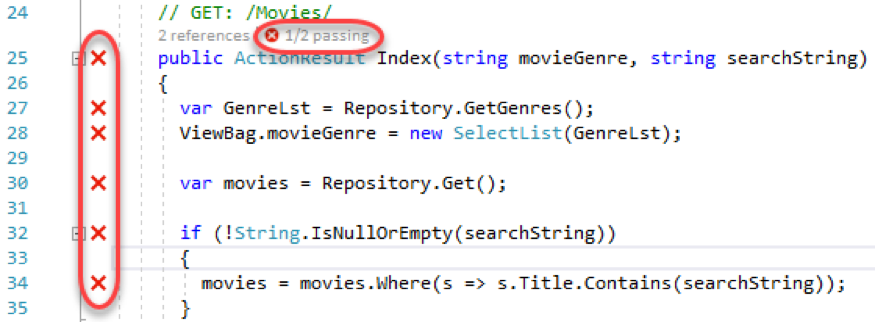 24 // GET: /Movies/
2 references 1/2 passing
25 public ActionResult Index(string movieGenre, string searchString)
26 {
27 var GenreLst = Repository.GetGenres();
28 ViewBag.movieGenre = new SelectList(GenreLst);
29
30 var movies = Repository.Get();
31
32 if (!String.IsNullOrEmpty(searchString))
33 {
34 movies = movies.Where(s => s.Title.Contains(searchString));
35 }